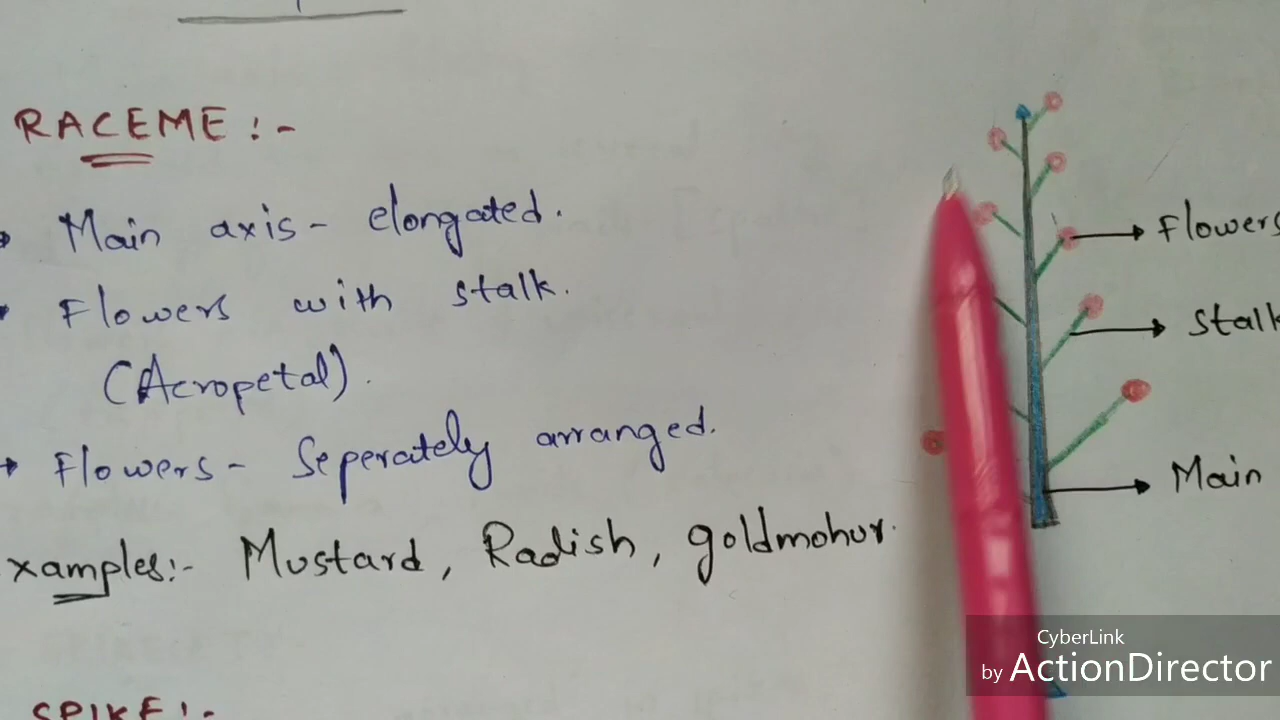 RACEME :-
Main axis - elongated.
Flowers with stalk.
(Acropetal).
Flowers - Seperately arranged.
xamples:- Mustard, Radish, goldmohur.
SPIKE :-
Flowers
Stalk
Main
CyberLink
by ActionDirector